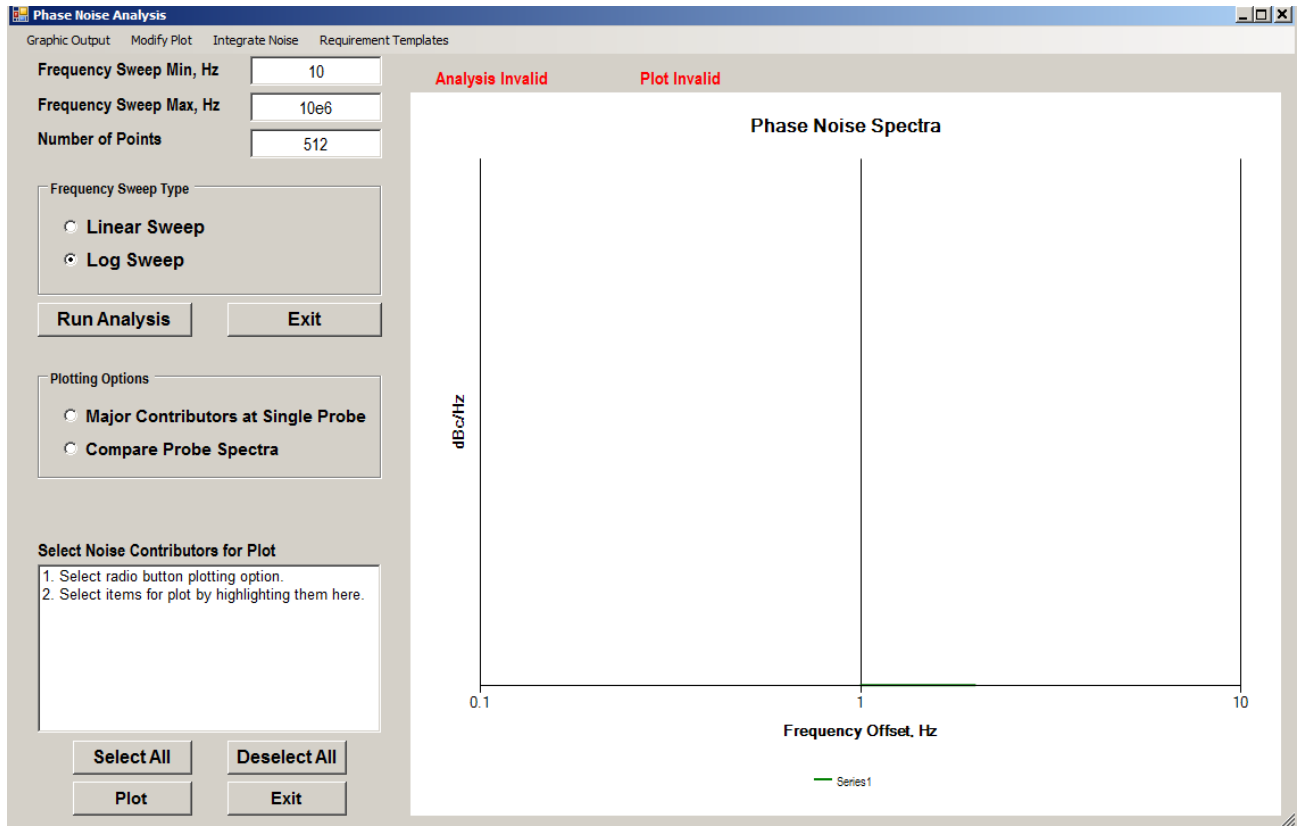 Phase Noise Analysis
Graphic Output Modify Plot Integrate Noise Requirement Templates
Frequency Sweep Min, Hz 10
Frequency Sweep Max, Hz 10e6
Number of Points 512
Frequency Sweep Type
Linear Sweep
Log Sweep
Run Analysis Exit
Plotting Options
Major Contributors at Single Probe
Compare Probe Spectra
Select Noise Contributors for Plot
1. Select radio button plotting option.
2. Select items for plot by highlighting them here.
Select All Deselect All
Plot Exit
Analysis Invalid Plot Invalid
Phase Noise Spectra
dBc/Hz
0.1 1 10
Frequency Offset, Hz
Series1